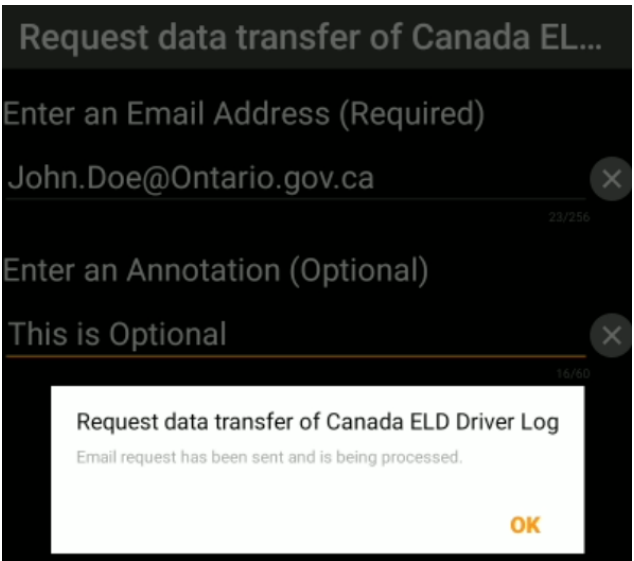 Request data transfer of Canada EL...
Enter an Email Address (Required)
John.Doe@Ontario.gov.ca
23/256
Enter an Annotation (Optional)
This is Optional
16/60
Request data transfer of Canada ELD Driver Log
Email request has been sent and is being processed.
OK